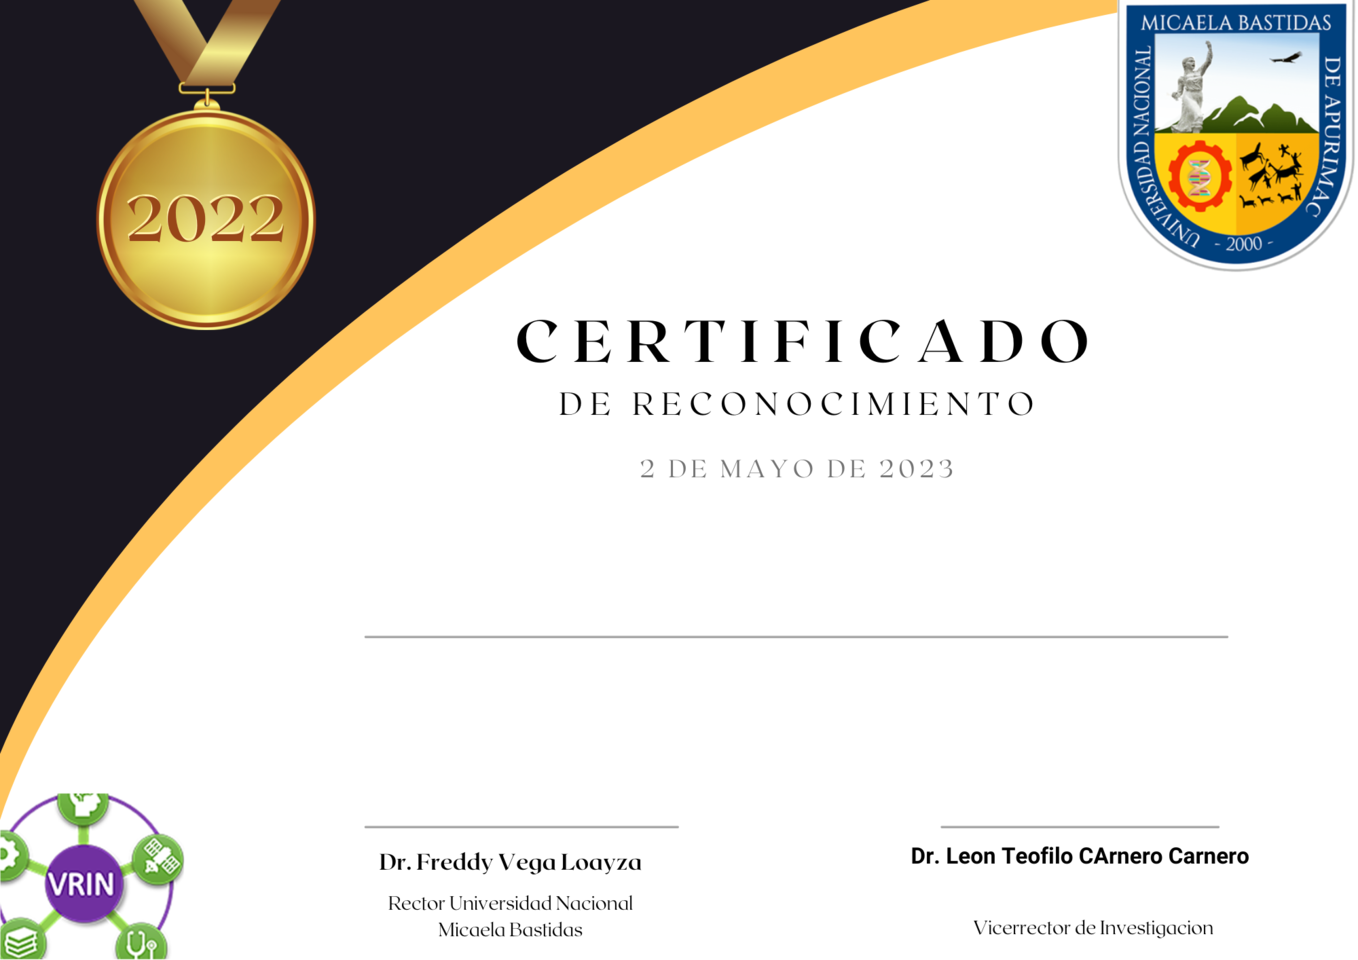 2022
MICAELA BASTIDAS
UNIVERSIDAD NACIONAL
DE APURIMAC
- 2000 -
CERTIFICADO
DE RECONOCIMIENTO
2 DE MAYO DE 2023
VRIN
Dr. Freddy Vega Loayza
Rector Universidad Nacional
Micaela Bastidas
Dr. Leon Teofilo CArnero Carnero
Vicerrector de Investigacion